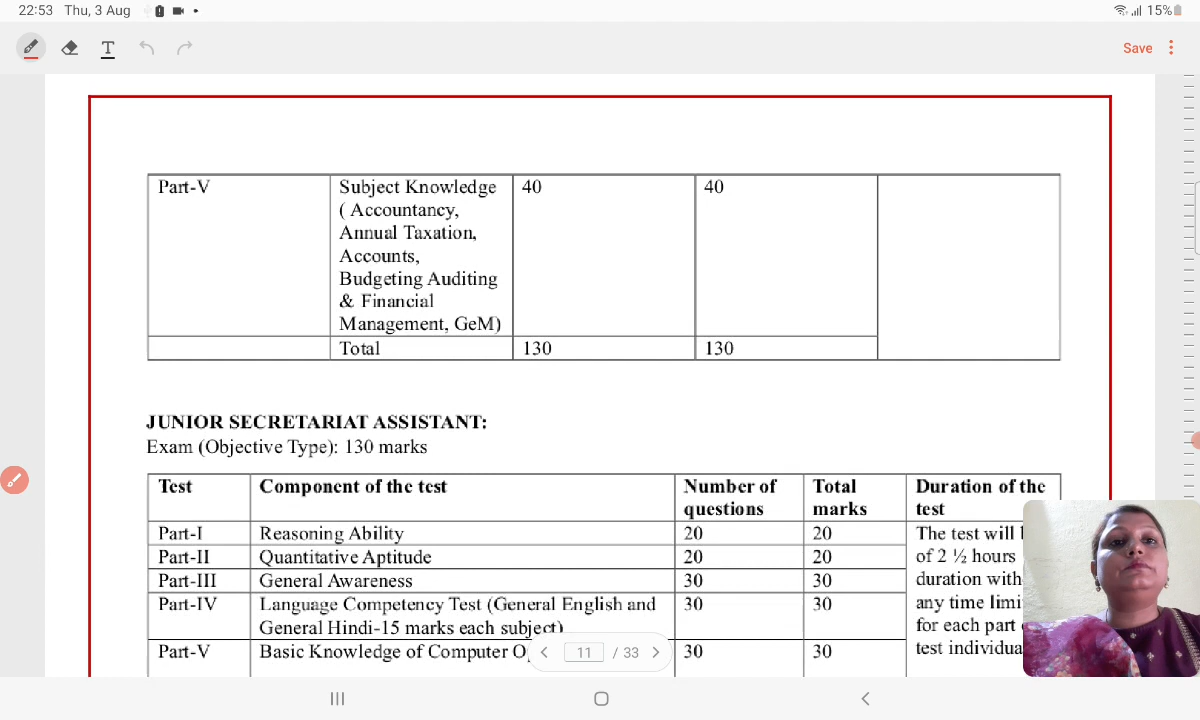 22:53 Thu, 3 Aug
15%
T
Save
Part-V
Subject Knowledge
( Accountancy,
Annual Taxation,
Accounts,
Budgeting Auditing
& Financial
Management, GeM)
40
40
Total
130
130
JUNIOR SECRETARIAT ASSISTANT:
Exam (Objective Type): 130 marks
Test
Component of the test
Number of
questions
Total
marks
Duration of the
test
Part-I
Reasoning Ability
20
20
Part-II
Quantitative Aptitude
20
20
Part-III
General Awareness
30
30
Part-IV
Language Competency Test (General English and
General Hindi-15 marks each subject)
30
30
Part-V
Basic Knowledge of Computer
30
30
The test will
of 2 ½ hours
duration with
any time
for each part
test
11 / 33